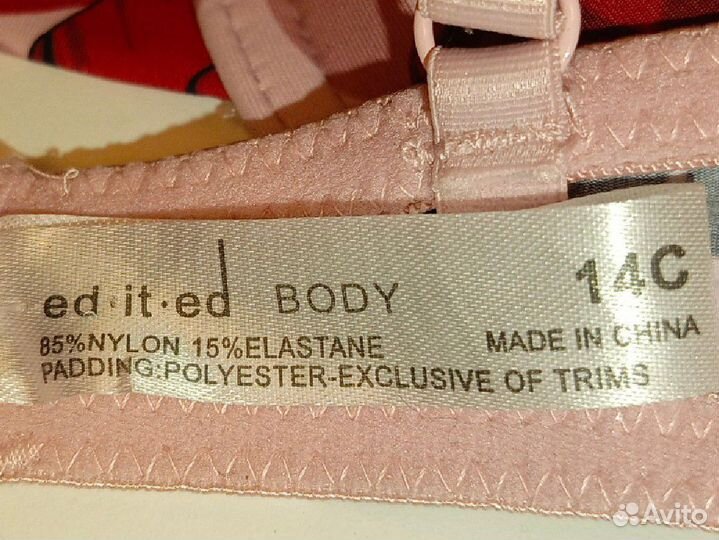 ed·it·ed BODY 14C
85%NYLON 15%ELASTANE MADE IN CHINA
PADDING:POLYESTER-EXCLUSIVE OF TRIMS
Avito